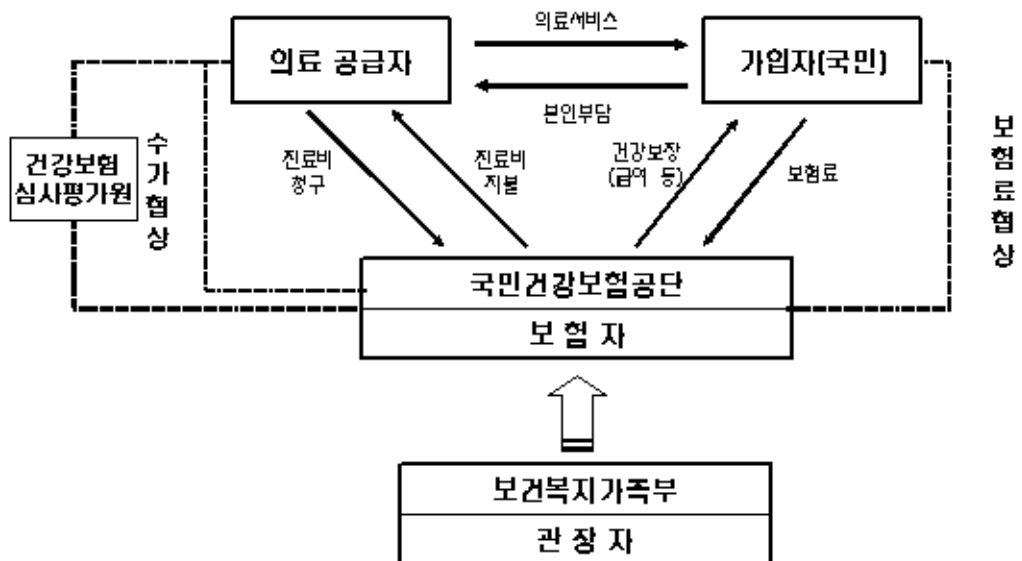 의료서비스
의료 공급자
가입자(국민)
본인부담
건강보험
심사평가원
수가협상
진료비
청구
진료비
지불
건강보장
(급여 등)
보험료
보험료협상
국민건강보험공단
보 험 자
보건복지가족부
관 장 자